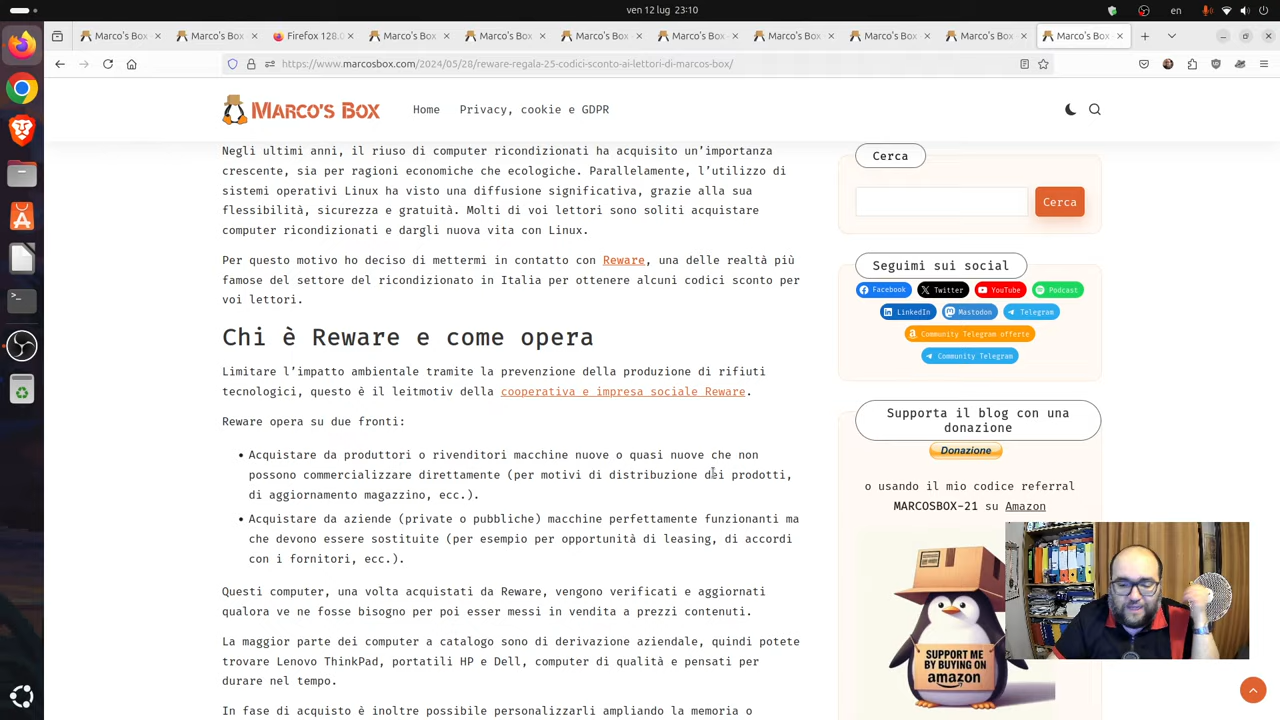 ven 12 lug 23:10
en
Marco's Box
Marco's Box
Firefox 128.0
Marco's Box
Marco's Box
Marco's Box
Marco's Box
Marco's Box
Marco's Box
Marco's Box
Marco's Box
https://www.marcosbox.com/2024/05/28/reware-regala-25-codici-sconto-ai-lettori-di-marcos-box/
MARCO'S BOX
Home
Privacy, cookie e GDPR
Negli ultimi anni, il riuso di computer ricondizionati ha acquisito un'importanza
crescente, sia per ragioni economiche che ecologiche. Parallelamente, l'utilizzo di
sistemi operativi Linux ha visto una diffusione significativa, grazie alla sua
flessibilità, sicurezza e gratuità. Molti di voi lettori sono soliti acquistare
computer ricondizionati e dargli nuova vita con Linux.
Per questo motivo ho deciso di mettermi in contatto con Reware, una delle realtà più
famose del settore del ricondizionato in Italia per ottenere alcuni codici sconto per
voi lettori.
Chi è Reware e come opera
Limitare l'impatto ambientale tramite la prevenzione della produzione di rifiuti
tecnologici, questo è il leitmotiv della cooperativa e impresa sociale Reware.
Reware opera su due fronti:
• Acquistare da produttori o rivenditori macchine nuove o quasi nuove che non
possono commercializzare direttamente (per motivi di distribuzione dei prodotti,
di aggiornamento magazzino, ecc.).
• Acquistare da aziende (private o pubbliche) macchine perfettamente funzionanti ma
che devono essere sostituite (per esempio per opportunità di leasing, di accordi
con i fornitori, ecc.).
Questi computer, una volta acquistati da Reware, vengono verificati e aggiornati
qualora ve ne fosse bisogno per poi esser messi in vendita a prezzi contenuti.
La maggior parte dei computer a catalogo sono di derivazione aziendale, quindi potete
trovare Lenovo ThinkPad, portatili HP e Dell, computer di qualità e pensati per
durare nel tempo.
In fase di acquisto è inoltre possibile personalizzarli ampliando la memoria o
Cerca
Cerca
Seguimi sui social
Facebook
Twitter
YouTube
Podcast
LinkedIn
Mastodon
Telegram
Community Telegram offerte
Community Telegram
Supporta il blog con una
donazione
Donazione
o usando il mio codice referral
MARCOSBOX-21 su Amazon
SUPPORT ME
BY BUYING ON
amazon